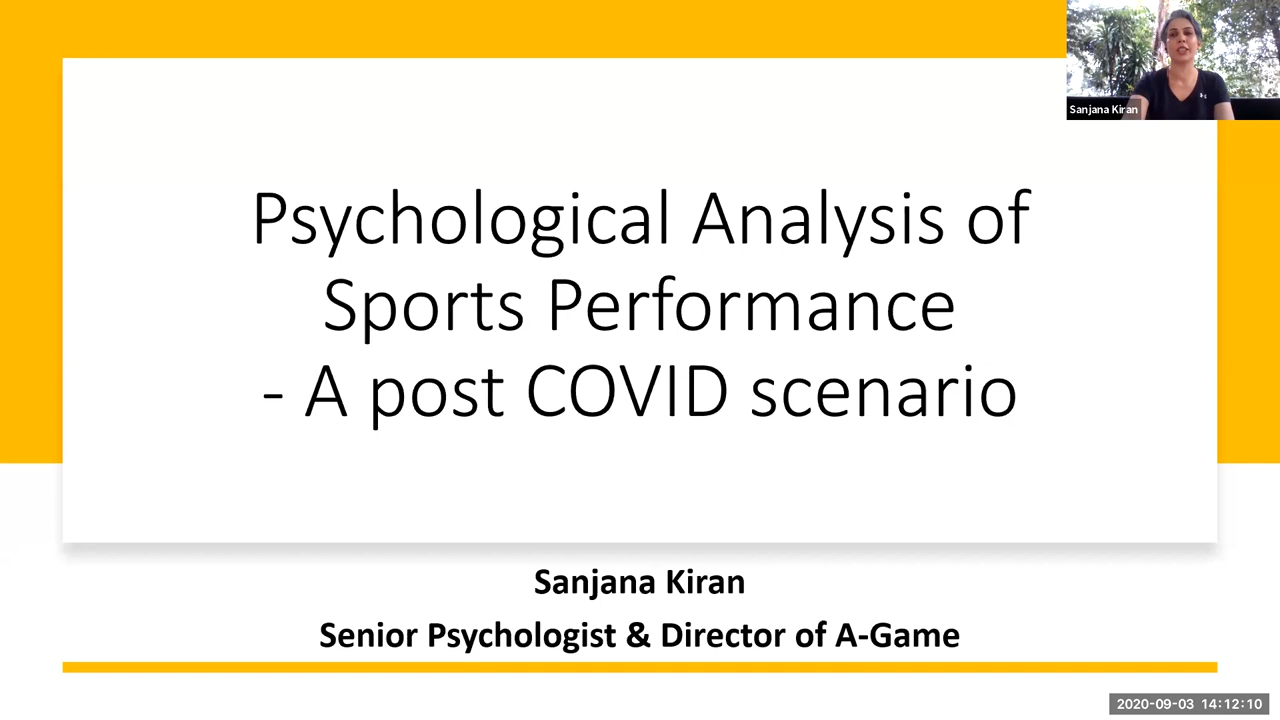 Sanjana Kiran
Psychological Analysis of
Sports Performance
- A post COVID scenario
Sanjana Kiran
Senior Psychologist & Director of A-Game
2020-09-03 14:12:10